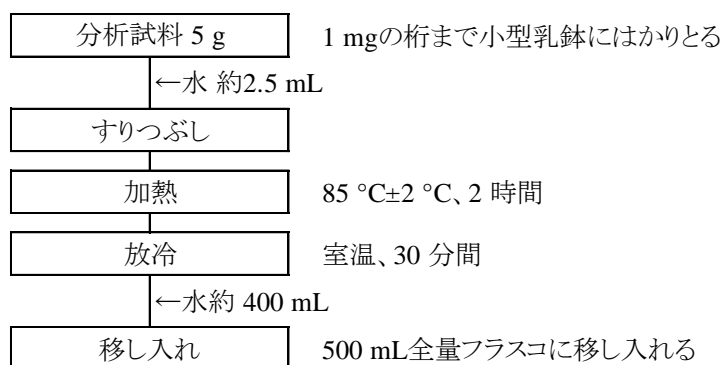 分析試料 5 g 1 mgの桁まで小型乳鉢にはかりとる
←水 約2.5 mL
すりつぶし
加熱 85 °C±2 °C、2 時間
放冷 室温、30 分間
←水約 400 mL
移し入れ 500 mL全量フラスコに移し入れる